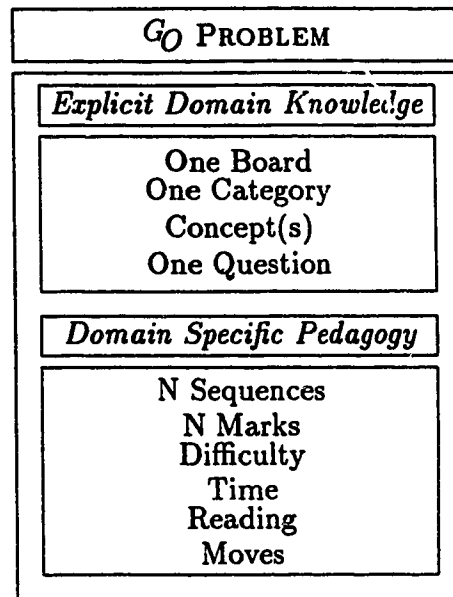 GO PROBLEM
Explicit Domain Knowledge
One Board
One Category
Concept(s)
One Question
Domain Specific Pedagogy
N Sequences
N Marks
Difficulty
Time
Reading
Moves